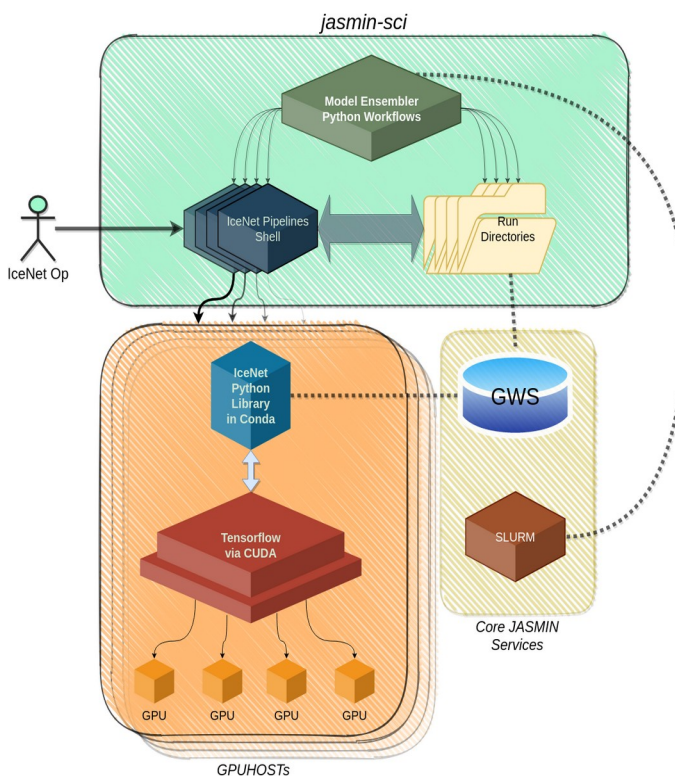 jasmin-sci
Model Ensembler
Python Workflows
IceNet Op
IceNet Pipelines
Shell
Run
Directories
IceNet
Python
Library
in Conda
GWS
Tensorflow
via CUDA
SLURM
Core JASMIN
Services
GPU
GPU
GPU
GPU
GPUHOSTs